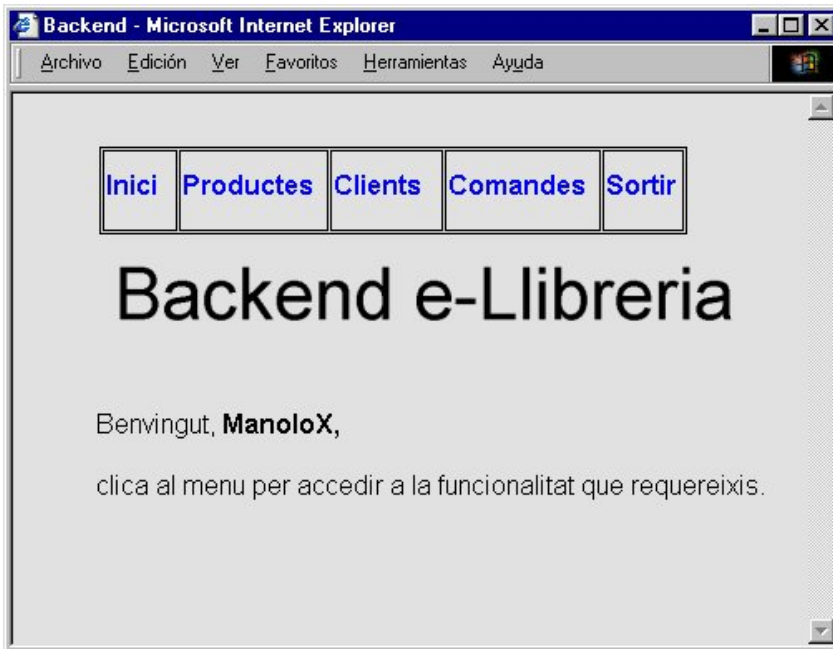 Backend - Microsoft Internet Explorer
Archivo Edición Ver Favoritos Herramientas Ayuda
Inici Productes Clients Comandes Sortir
Backend e-Llibreria
Benvingut, ManoloX,
clica al menu per accedir a la funcionalitat que requereixis.